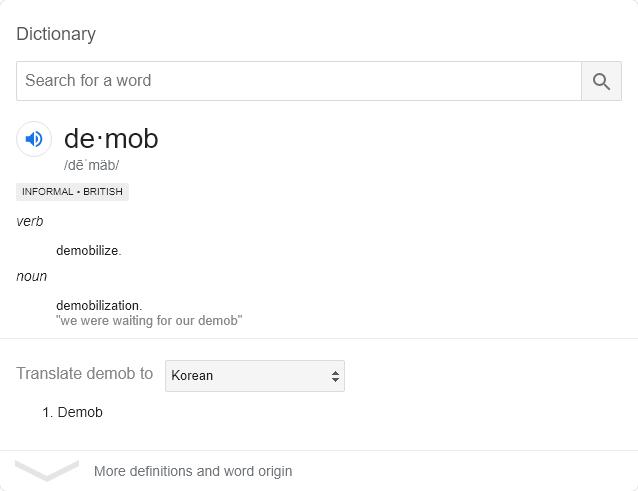 Dictionary
Search for a word
de·mob
/dēˈmäb/
INFORMAL • BRITISH
verb
demobilize.
noun
demobilization.
"we were waiting for our demob"
Translate demob to Korean
1. Demob
More definitions and word origin